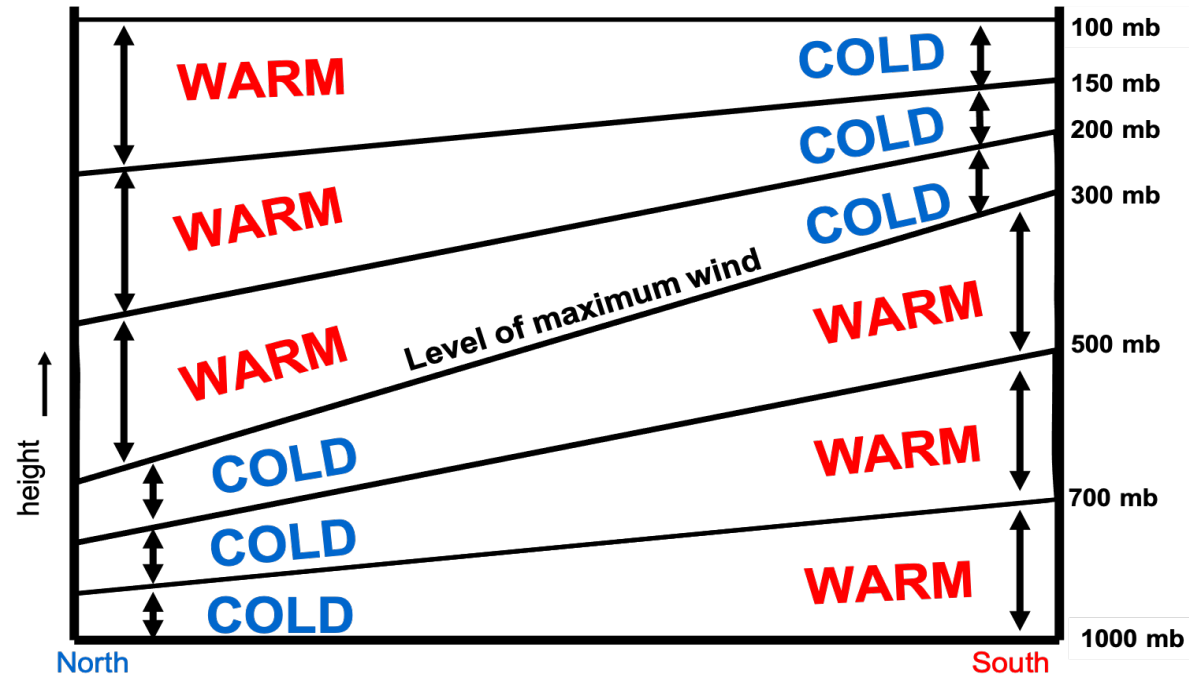 100 mb
WARM
COLD
150 mb
COLD
200 mb
WARM
COLD
300 mb
Level of maximum wind
WARM
WARM
500 mb
height
COLD
WARM
700 mb
COLD
WARM
COLD
1000 mb
North
South